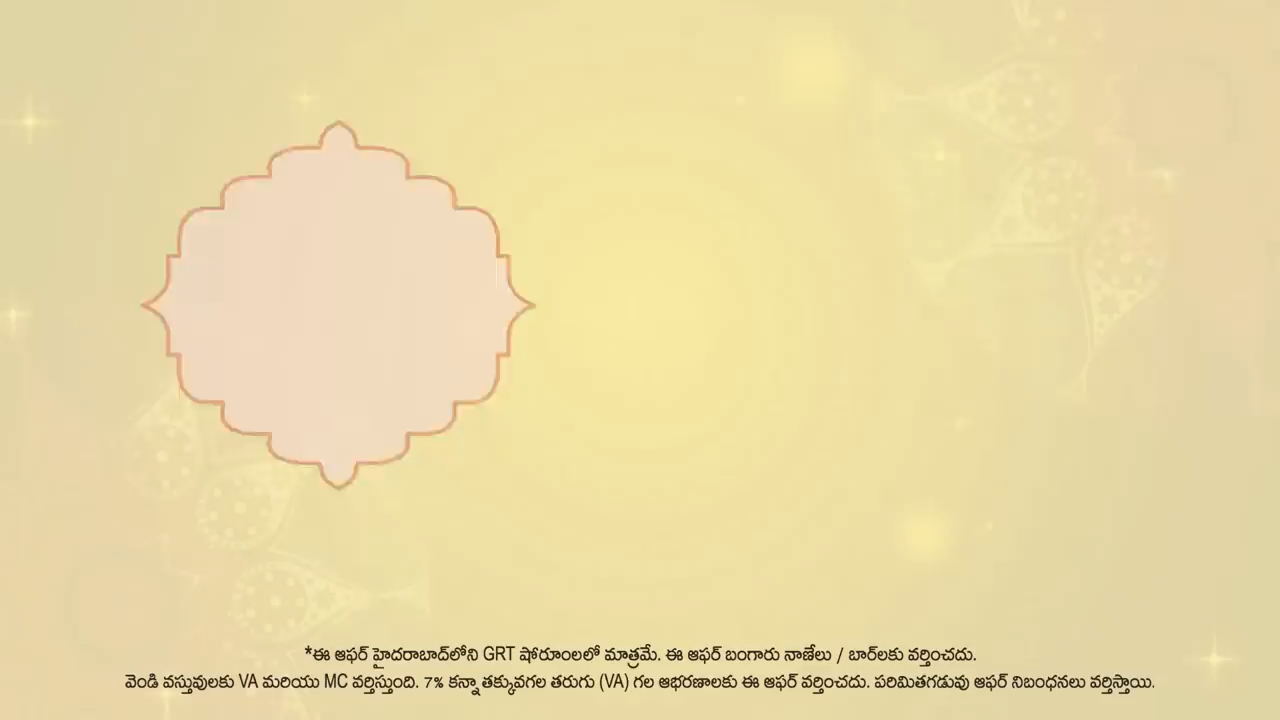 *ఈ ఆఫర్ హైదరాబాద్‌లోని GRT షోరూంలలో మాత్రమే. ఈ ఆఫర్ బంగారు నాణేలు / బార్‌లకు వర్తించదు.
వెండి వస్తువులకు VA మరియు MC వర్తిస్తుంది. 7% కన్నా తక్కువగల తరుగు (VA) గల ఆభరణాలకు ఈ ఆఫర్ వర్తించదు. పరిమితగడువు ఆఫర్ నిబంధనలు వర్తిస్తాయి.